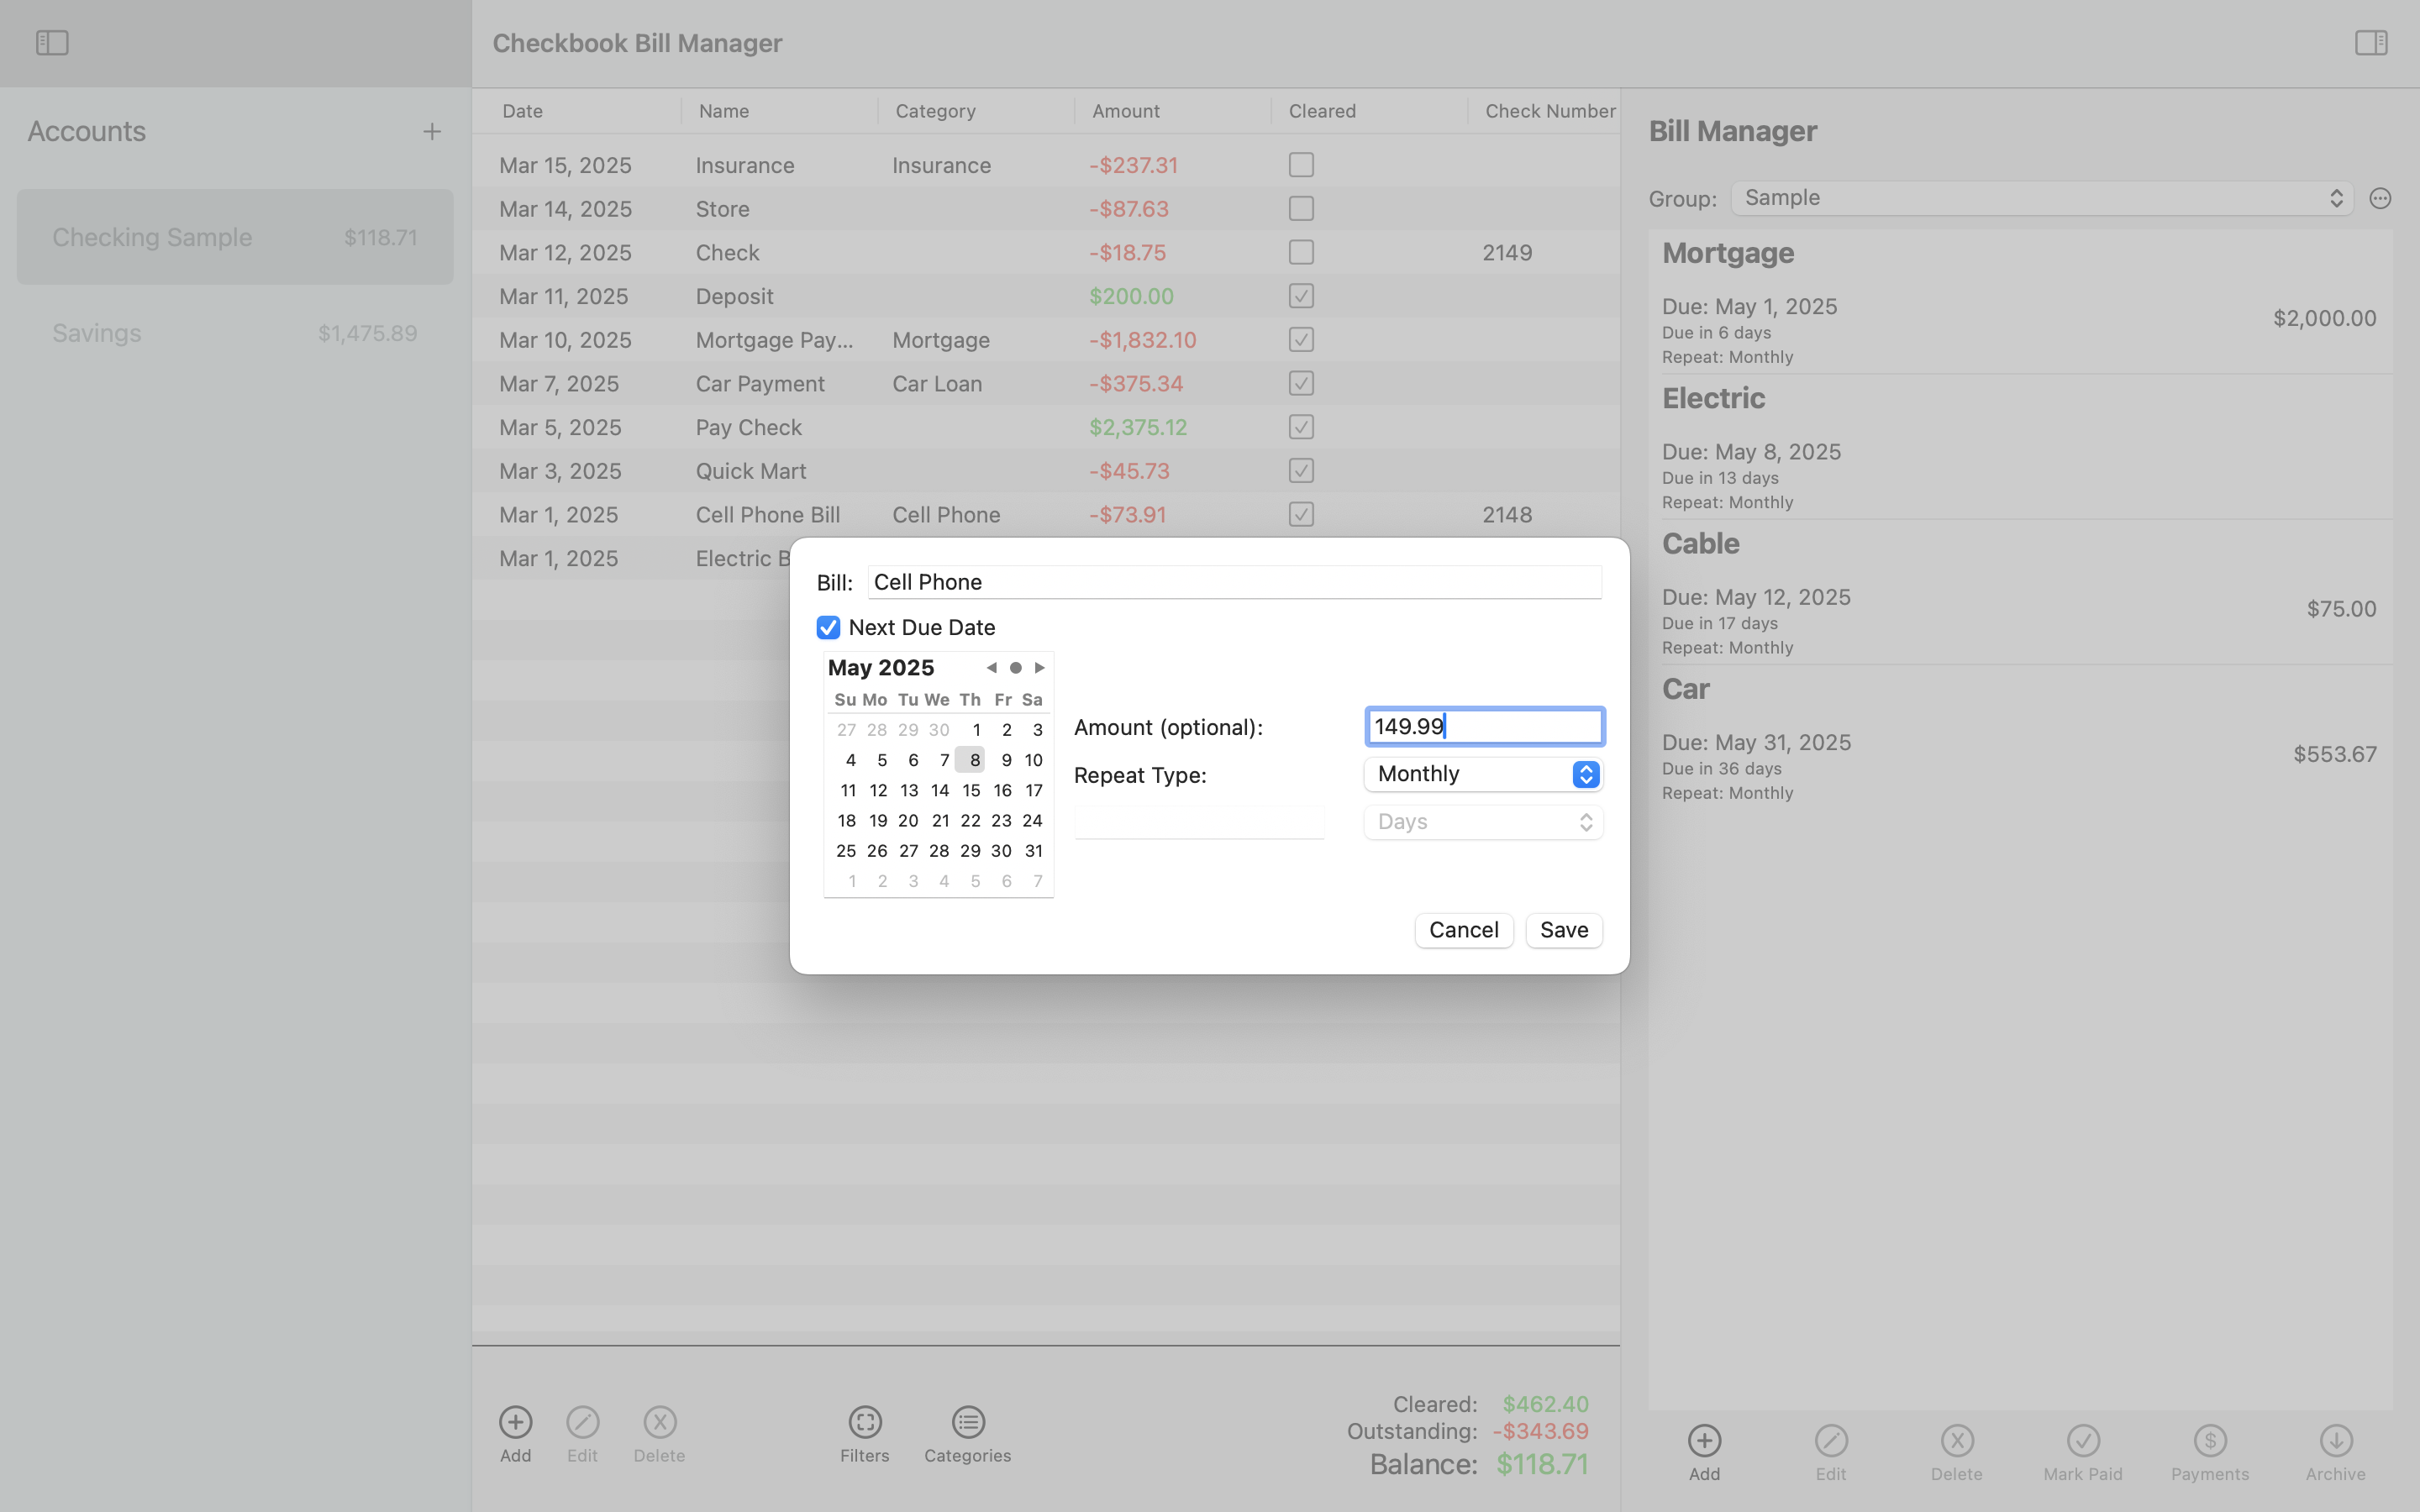 Checkbook Bill Manager
Accounts
Checking Sample $118.71
Savings $1,475.89
Date Name Category Amount Cleared Check Number
Mar 15, 2025 Insurance Insurance -$237.31
Mar 14, 2025 Store -$87.63
Mar 12, 2025 Check -$18.75 2149
Mar 11, 2025 Deposit $200.00
Mar 10, 2025 Mortgage Pay... Mortgage -$1,832.10
Mar 7, 2025 Car Payment Car Loan -$375.34
Mar 5, 2025 Pay Check $2,375.12
Mar 3, 2025 Quick Mart -$45.73
Mar 1, 2025 Cell Phone Bill Cell Phone -$73.91 2148
Mar 1, 2025 Electric B
Bill: Cell Phone
Next Due Date
May 2025
Su Mo Tu We Th Fr Sa
27 28 29 30 1 2 3
4 5 6 7 8 9 10
11 12 13 14 15 16 17
18 19 20 21 22 23 24
25 26 27 28 29 30 31
1 2 3 4 5 6 7
Amount (optional): 149.99
Repeat Type: Monthly
Days
Cancel Save
Add Edit Delete Filters Categories
Cleared: $462.40
Outstanding: -$343.69
Balance: $118.71
Bill Manager
Group: Sample
Mortgage
Due: May 1, 2025
Due in 6 days
Repeat: Monthly
$2,000.00
Electric
Due: May 8, 2025
Due in 13 days
Repeat: Monthly
Cable
Due: May 12, 2025
Due in 17 days
Repeat: Monthly
$75.00
Car
Due: May 31, 2025
Due in 36 days
Repeat: Monthly
$553.67
Add Edit Delete Mark Paid Payments Archive